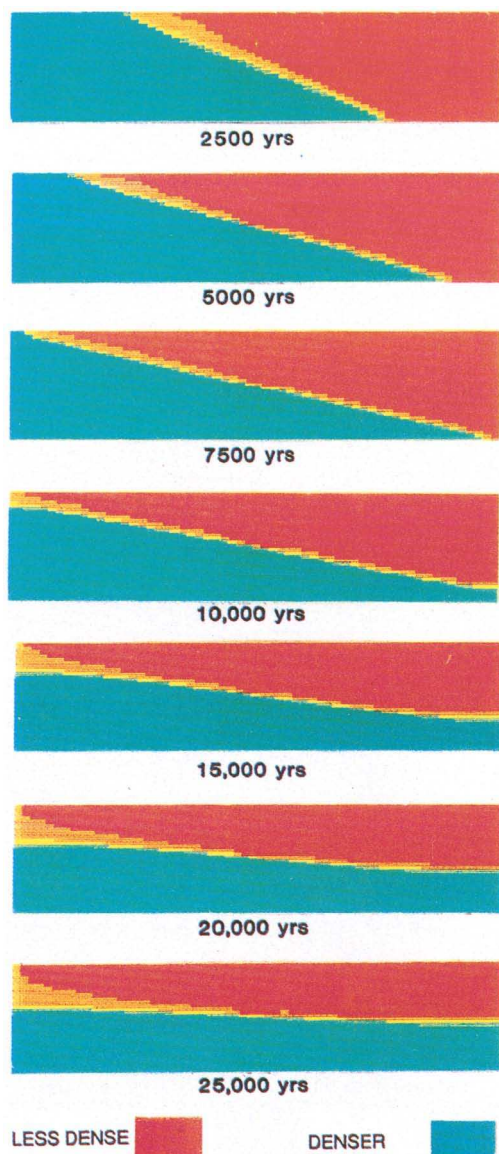 2500 yrs
5000 yrs
7500 yrs
10,000 yrs
15,000 yrs
20,000 yrs
25,000 yrs
LESS DENSE DENSER